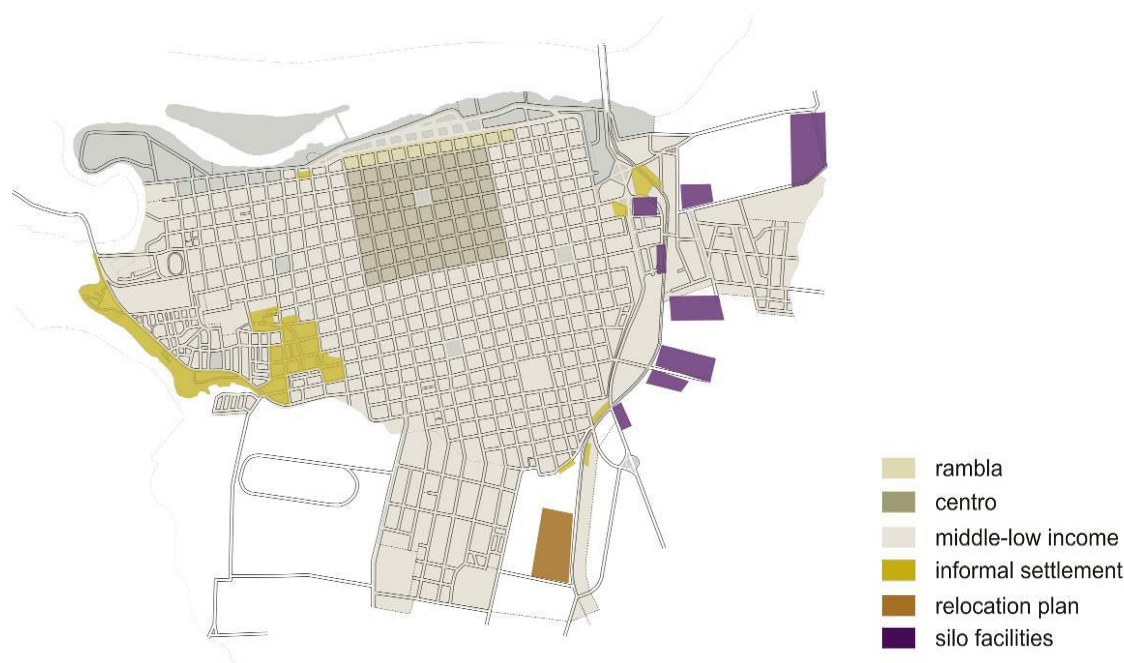 rambla
centro
middle-low income
informal settlement
relocation plan
silo facilities